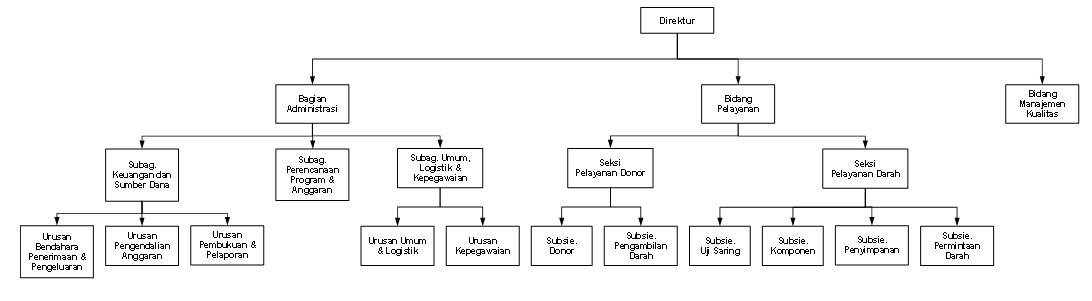 Direktur
Bagian
Administrasi
Bidang
Pelayanan
Bidang
Manajemen
Kualitas
Subag.
Keuangan dan
Sumber Dana
Subag.
Perencanaan
Program &
Anggaran
Subag. Umum,
Logistik &
Kepegawaian
Seksi
Pelayanan Donor
Seksi
Pelayanan Darah
Urusan
Bendahara
Penerimaan &
Pengeluaran
Urusan
Pengendalian
Anggaran
Urusan
Pembukuan &
Pelaporan
Urusan Umum
& Logistik
Urusan
Kepegawaian
Subsie.
Donor
Subsie.
Pengambilan
Darah
Subsie.
Uji Saring
Subsie.
Komponen
Subsie.
Penyimpanan
Subsie.
Permintaan
Darah